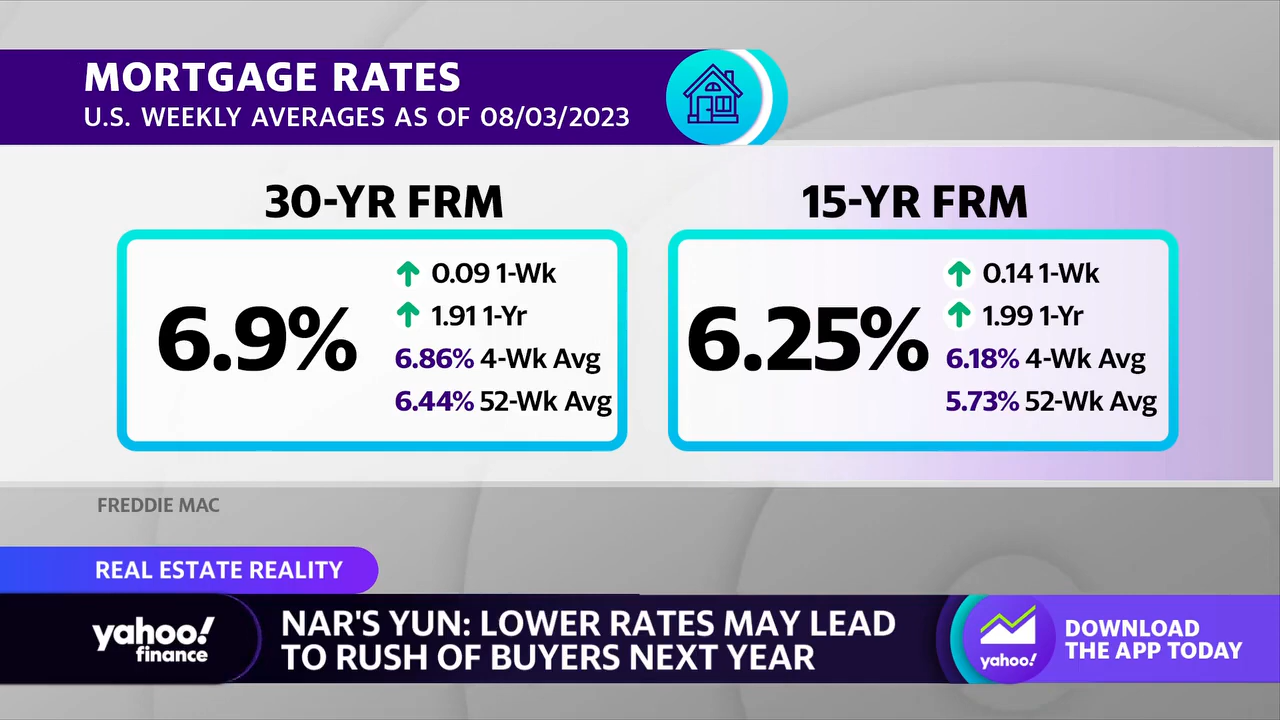 MORTGAGE RATES
U.S. WEEKLY AVERAGES AS OF 08/03/2023
30-YR FRM
6.9%
↑ 0.09 1-Wk
↑ 1.91 1-Yr
6.86% 4-Wk Avg
6.44% 52-Wk Avg
15-YR FRM
6.25%
↑ 0.14 1-Wk
↑ 1.99 1-Yr
6.18% 4-Wk Avg
5.73% 52-Wk Avg
FREDDIE MAC
REAL ESTATE REALITY
yahoo!
finance
NAR'S YUN: LOWER RATES MAY LEAD
TO RUSH OF BUYERS NEXT YEAR
yahoo!
DOWNLOAD
THE APP TODAY